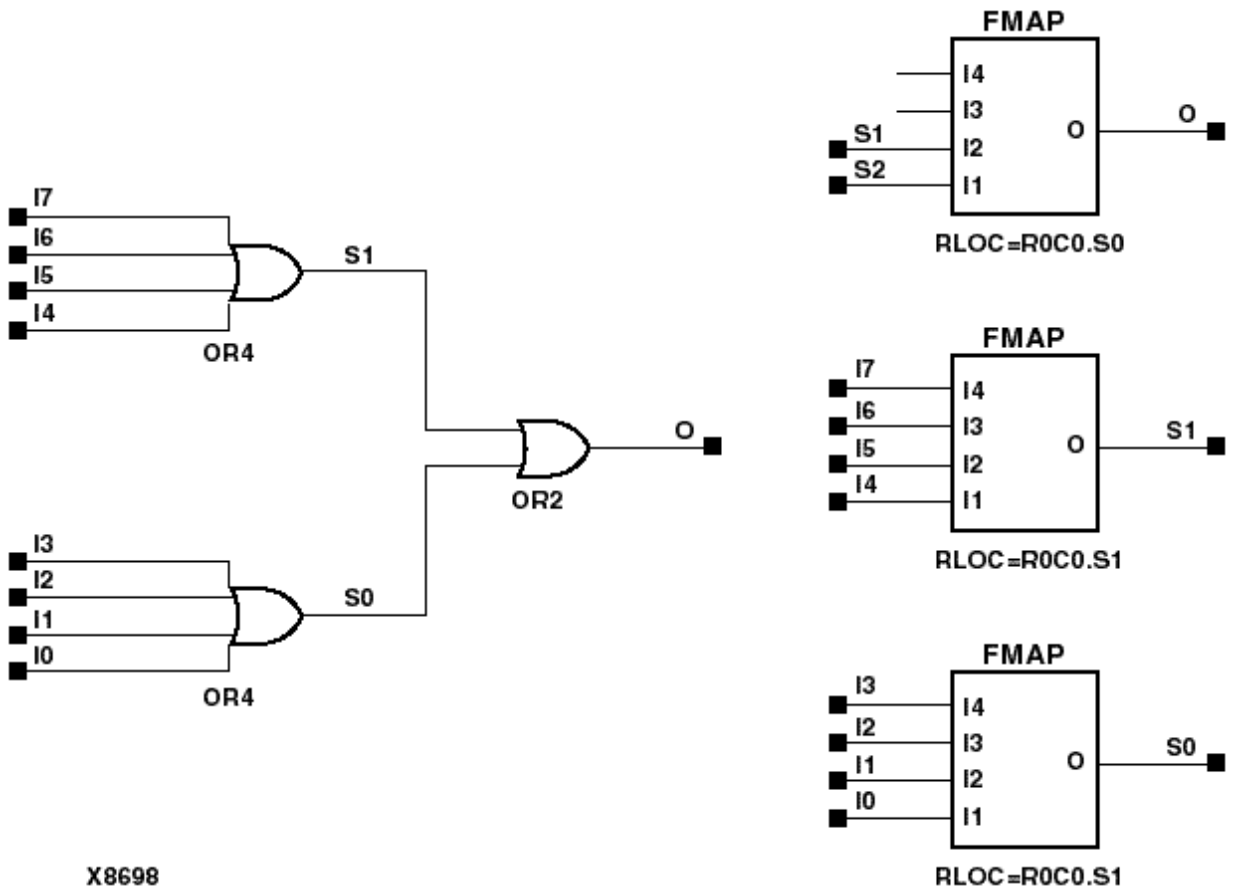 I7
I6
I5
I4
OR4
S1
I3
I2
I1
I0
OR4
S0
OR2
O
FMAP
I4
I3
S1
I2
S2
I1
O
O
RLOC=R0C0.S0
FMAP
I7
I4
I6
I3
I5
I2
I4
I1
O
S1
RLOC=R0C0.S1
FMAP
I3
I4
I2
I3
I1
I2
I0
I1
O
S0
RLOC=R0C0.S1
X8698